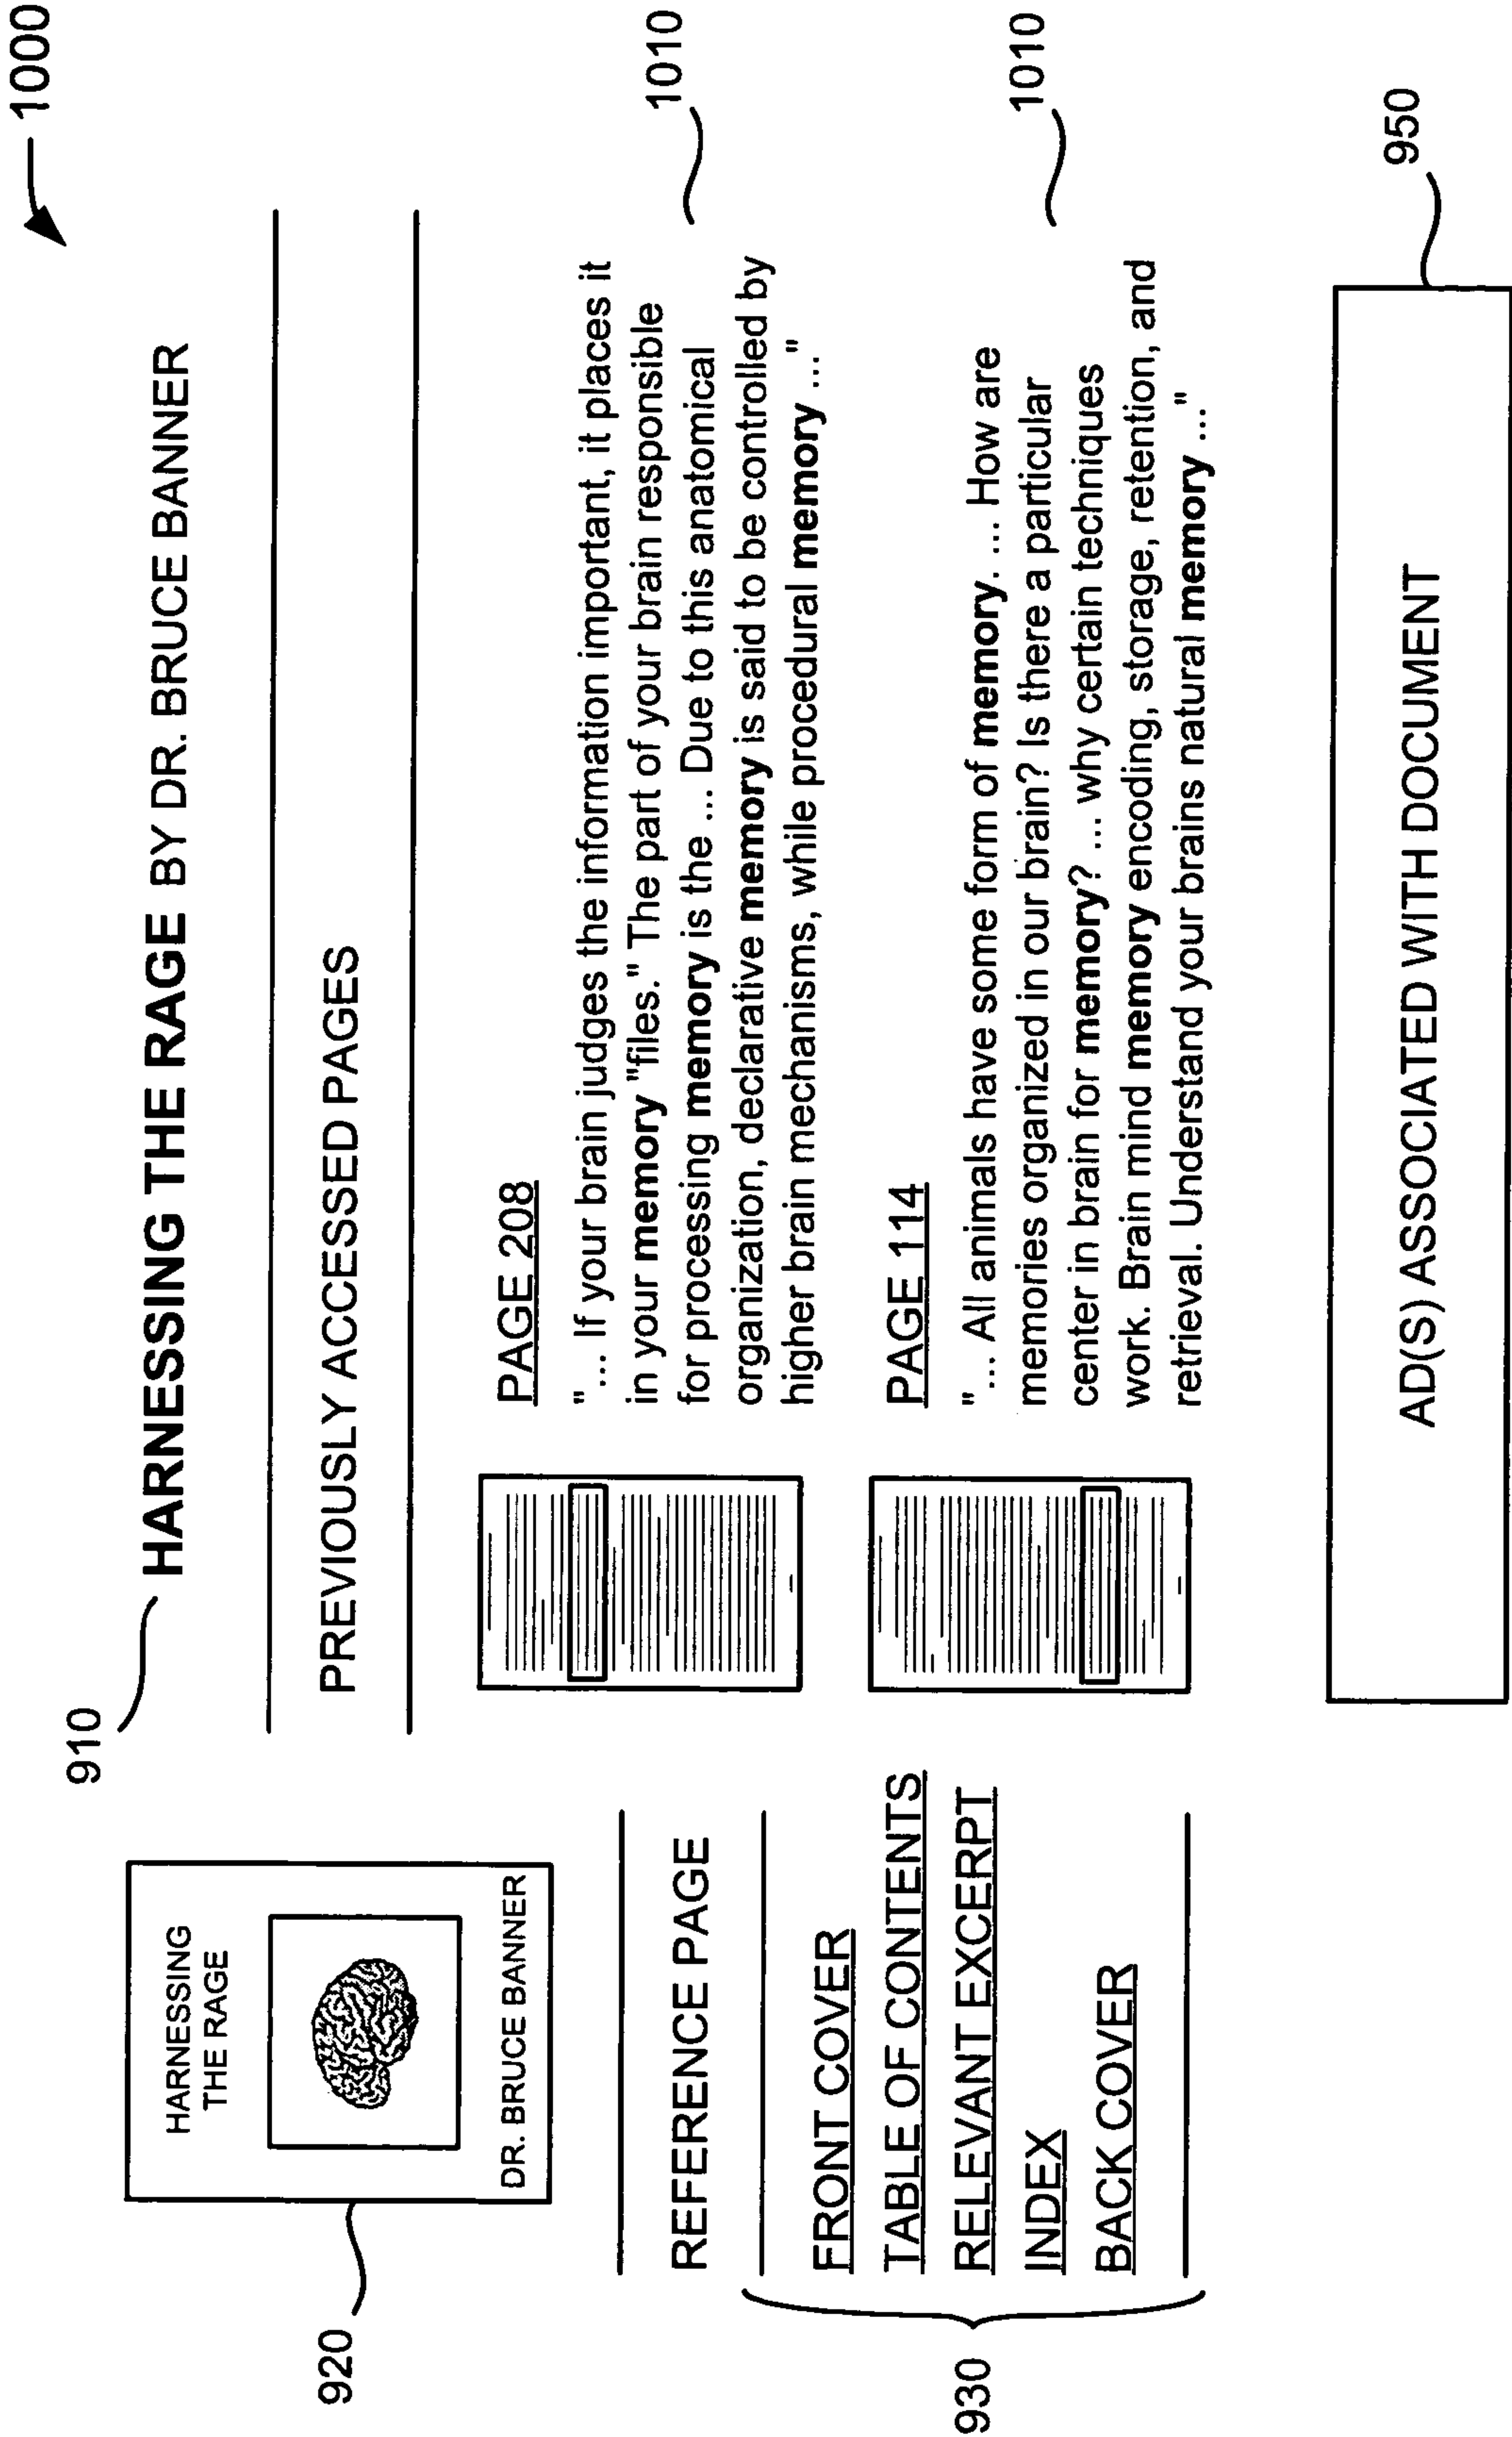 1000
910
HARNESSING THE RAGE BY DR. BRUCE BANNER
PREVIOUSLY ACCESSED PAGES
920
HARNESSING
THE RAGE
DR. BRUCE BANNER
REFERENCE PAGE
930
FRONT COVER
TABLE OF CONTENTS
RELEVANT EXCERPT
INDEX
BACK COVER
PAGE 208
"... If your brain judges the information important, it places it
in your memory "files." The part of your brain responsible
for processing memory is the ... Due to this anatomical
organization, declarative memory is said to be controlled by
higher brain mechanisms, while procedural memory ..."
1010
PAGE 114
"... All animals have some form of memory. ... How are
memories organized in our brain? Is there a particular
center in brain for memory? ... why certain techniques
work. Brain mind memory encoding, storage, retention, and
retrieval. Understand your brains natural memory ..."
1010
AD(S) ASSOCIATED WITH DOCUMENT
950